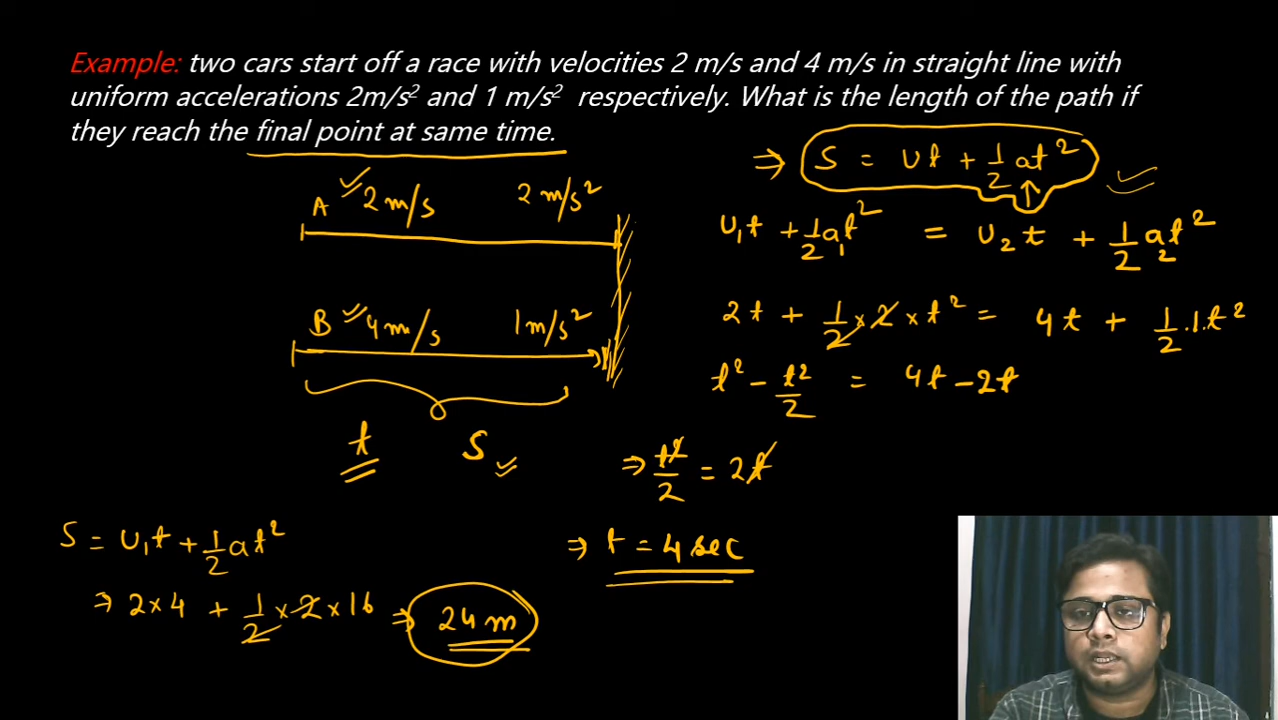 Example: two cars start off a race with velocities 2 m/s and 4 m/s in straight line with
uniform accelerations 2m/s² and 1 m/s² respectively. What is the length of the path if
they reach the final point at same time.
A ✓ 2 m/s 2 m/s²
B ✓ 4 m/s 1 m/s²
t S ✓
S = U₁t + 1/2 at²
⇒ 2×4 + 1/2 × 2 × 16 ⇒ 24 m
⇒ S = Ut + 1/2 at² ✓
U₁t + 1/2 a₁t² = U₂t + 1/2 a₂t²
2t + 1/2 × 2 × t² = 4t + 1/2 . 1 . t²
t² - t²/2 = 4t - 2t
⇒ t²/2 = 2t
⇒ t = 4 sec